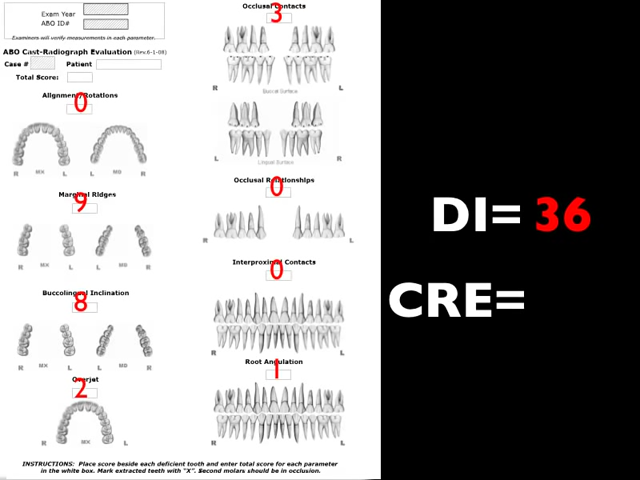 Exam Year
ABO ID#
Examiners will verify measurements in each parameter.
ABO Cast-Radiograph Evaluation (Rev.6-1-08)
Case # Patient
Total Score:
Alignment/Rotations
0
R MX L L MD R
Marginal Ridges
9
R MX L L MD R
Buccolingual Inclination
8
R MX L L MD R
Overjet
2
R MX L
Occlusal Contacts
3
R Buccal Surface L
L Lingual Surface R
Occlusal Relationships
0
R L
Interproximal Contacts
0
R L
Root Angulation
1
R L
INSTRUCTIONS: Place score beside each deficient tooth and enter total score for each parameter
in the white box. Mark extracted teeth with "X". Second molars should be in occlusion.
DI= 36
CRE=